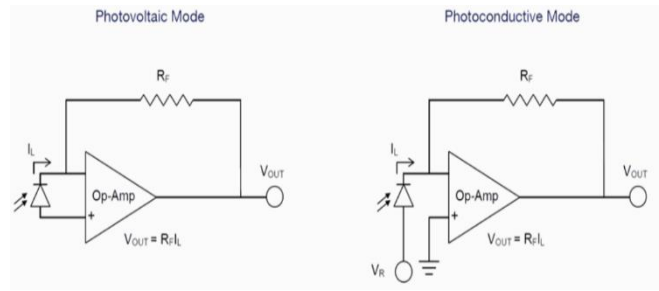 Photovoltaic Mode
RF
IL
Op-Amp
+
VOUT
VOUT = RFIL
Photoconductive Mode
RF
IL
Op-Amp
+
VOUT
VOUT = RFIL
VR